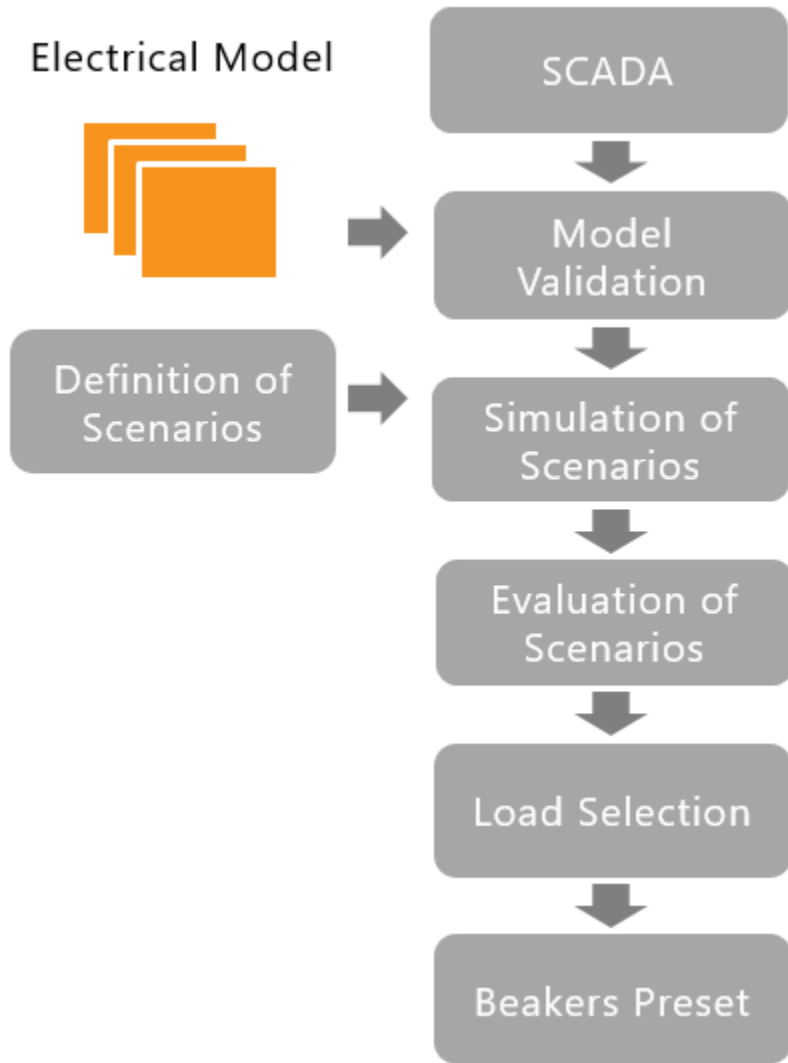 Electrical Model
SCADA
Model
Validation
Definition of
Scenarios
Simulation of
Scenarios
Evaluation of
Scenarios
Load Selection
Beakers Preset